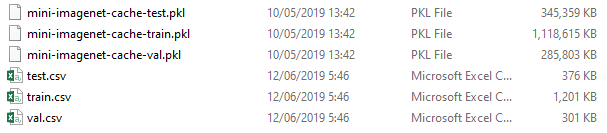 mini-imagenet-cache-test.pkl 10/05/2019 13:42 PKL File 345,359 KB
mini-imagenet-cache-train.pkl 10/05/2019 13:42 PKL File 1,118,615 KB
mini-imagenet-cache-val.pkl 10/05/2019 13:42 PKL File 285,803 KB
test.csv 12/06/2019 5:46 Microsoft Excel C... 376 KB
train.csv 12/06/2019 5:46 Microsoft Excel C... 1,201 KB
val.csv 12/06/2019 5:46 Microsoft Excel C... 301 KB